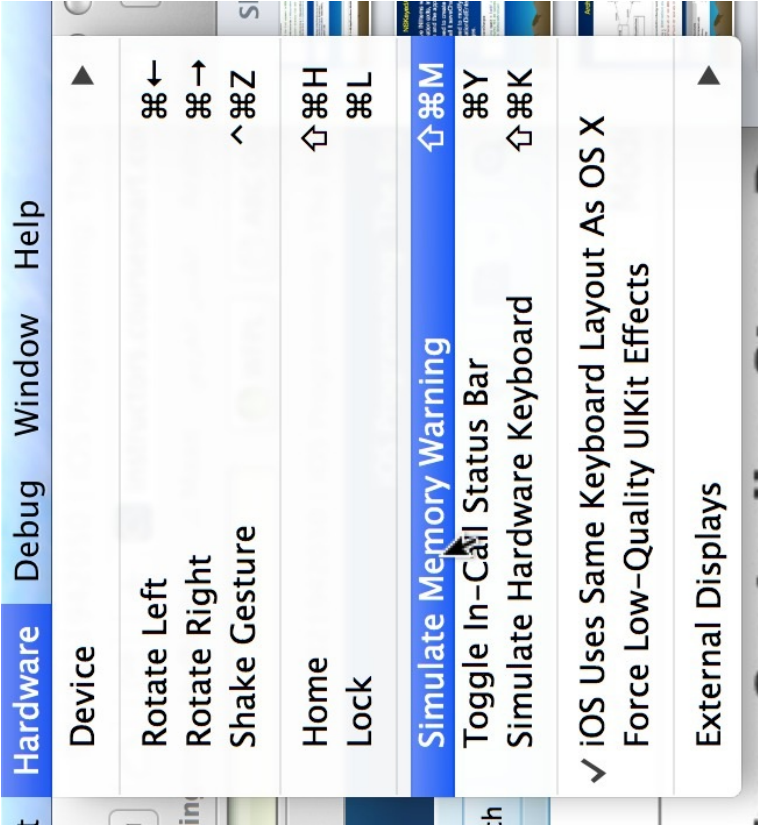 Hardware Debug Window Help
Device ▶
Rotate Left ⌘←
Rotate Right ⌘→
Shake Gesture ^⌘Z
Home ⇧⌘H
Lock ⌘L
Simulate Memory Warning ⇧⌘M
Toggle In-Call Status Bar ⌘Y
Simulate Hardware Keyboard ⇧⌘K
✓ iOS Uses Same Keyboard Layout As OS X
Force Low-Quality UIKit Effects
External Displays ▶